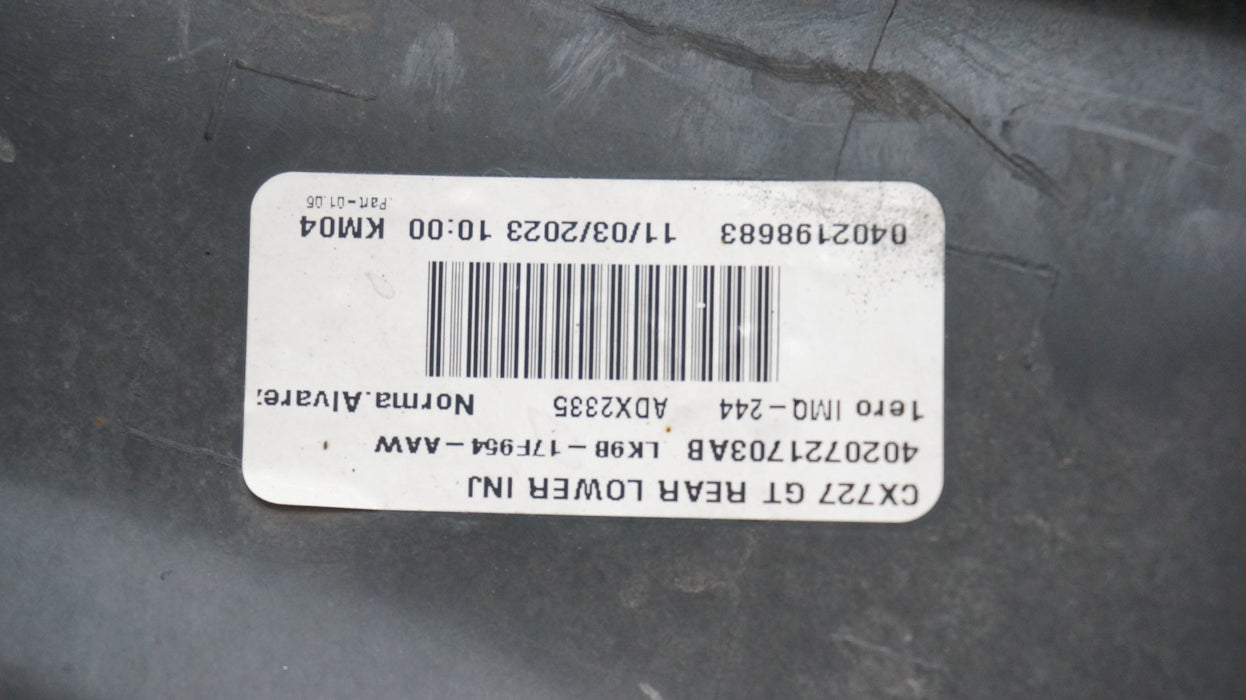 CX727 GT REAR LOWER INJ
4020721703AB LK9B-17F954-AAW
1ero IMQ-244 ADX2335 Norma.Alvarez
0402198683 11/03/2023 10:00 KM04
Part-01.06